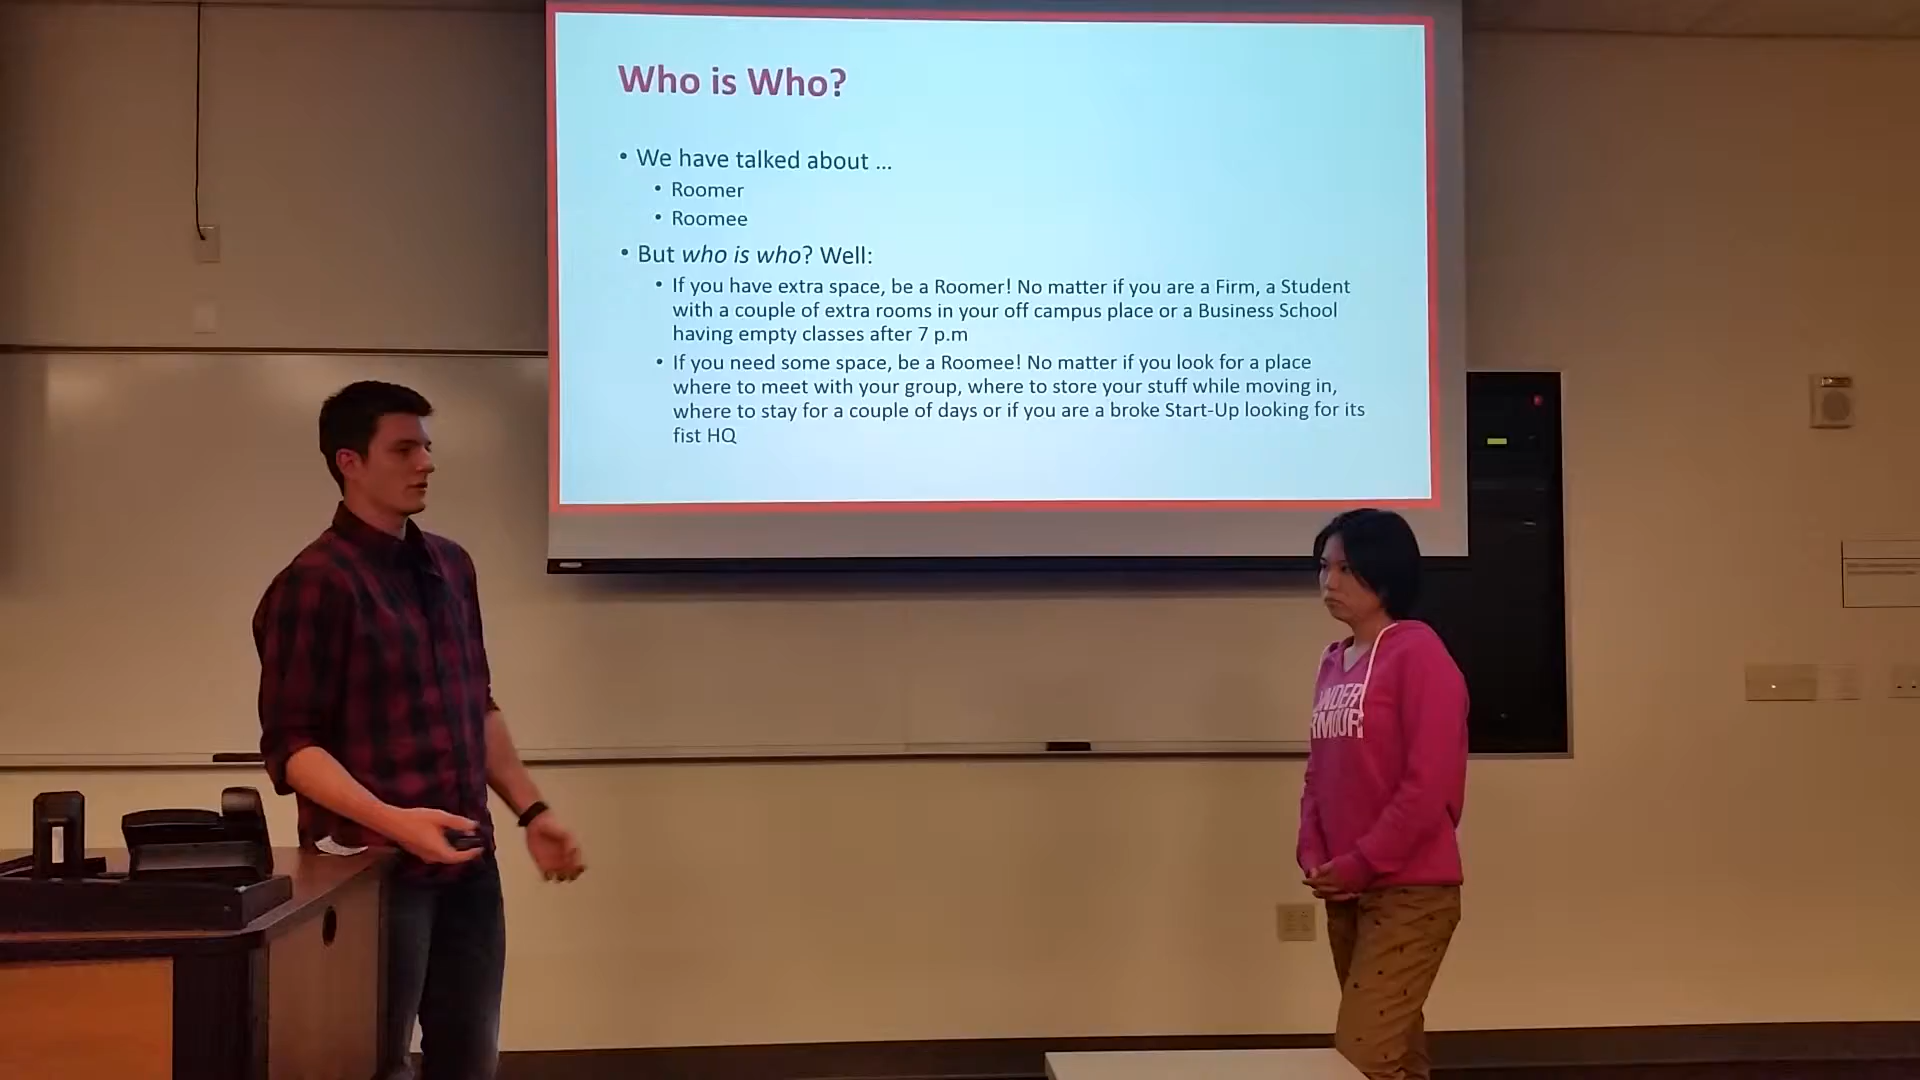 Who is Who?
• We have talked about ...
• Roomer
• Roomee
• But who is who? Well:
• If you have extra space, be a Roomer! No matter if you are a Firm, a Student
with a couple of extra rooms in your off campus place or a Business School
having empty classes after 7 p.m
• If you need some space, be a Roomee! No matter if you look for a place
where to meet with your group, where to store your stuff while moving in,
where to stay for a couple of days or if you are a broke Start-Up looking for its
fist HQ
UNDER
ARMOUR